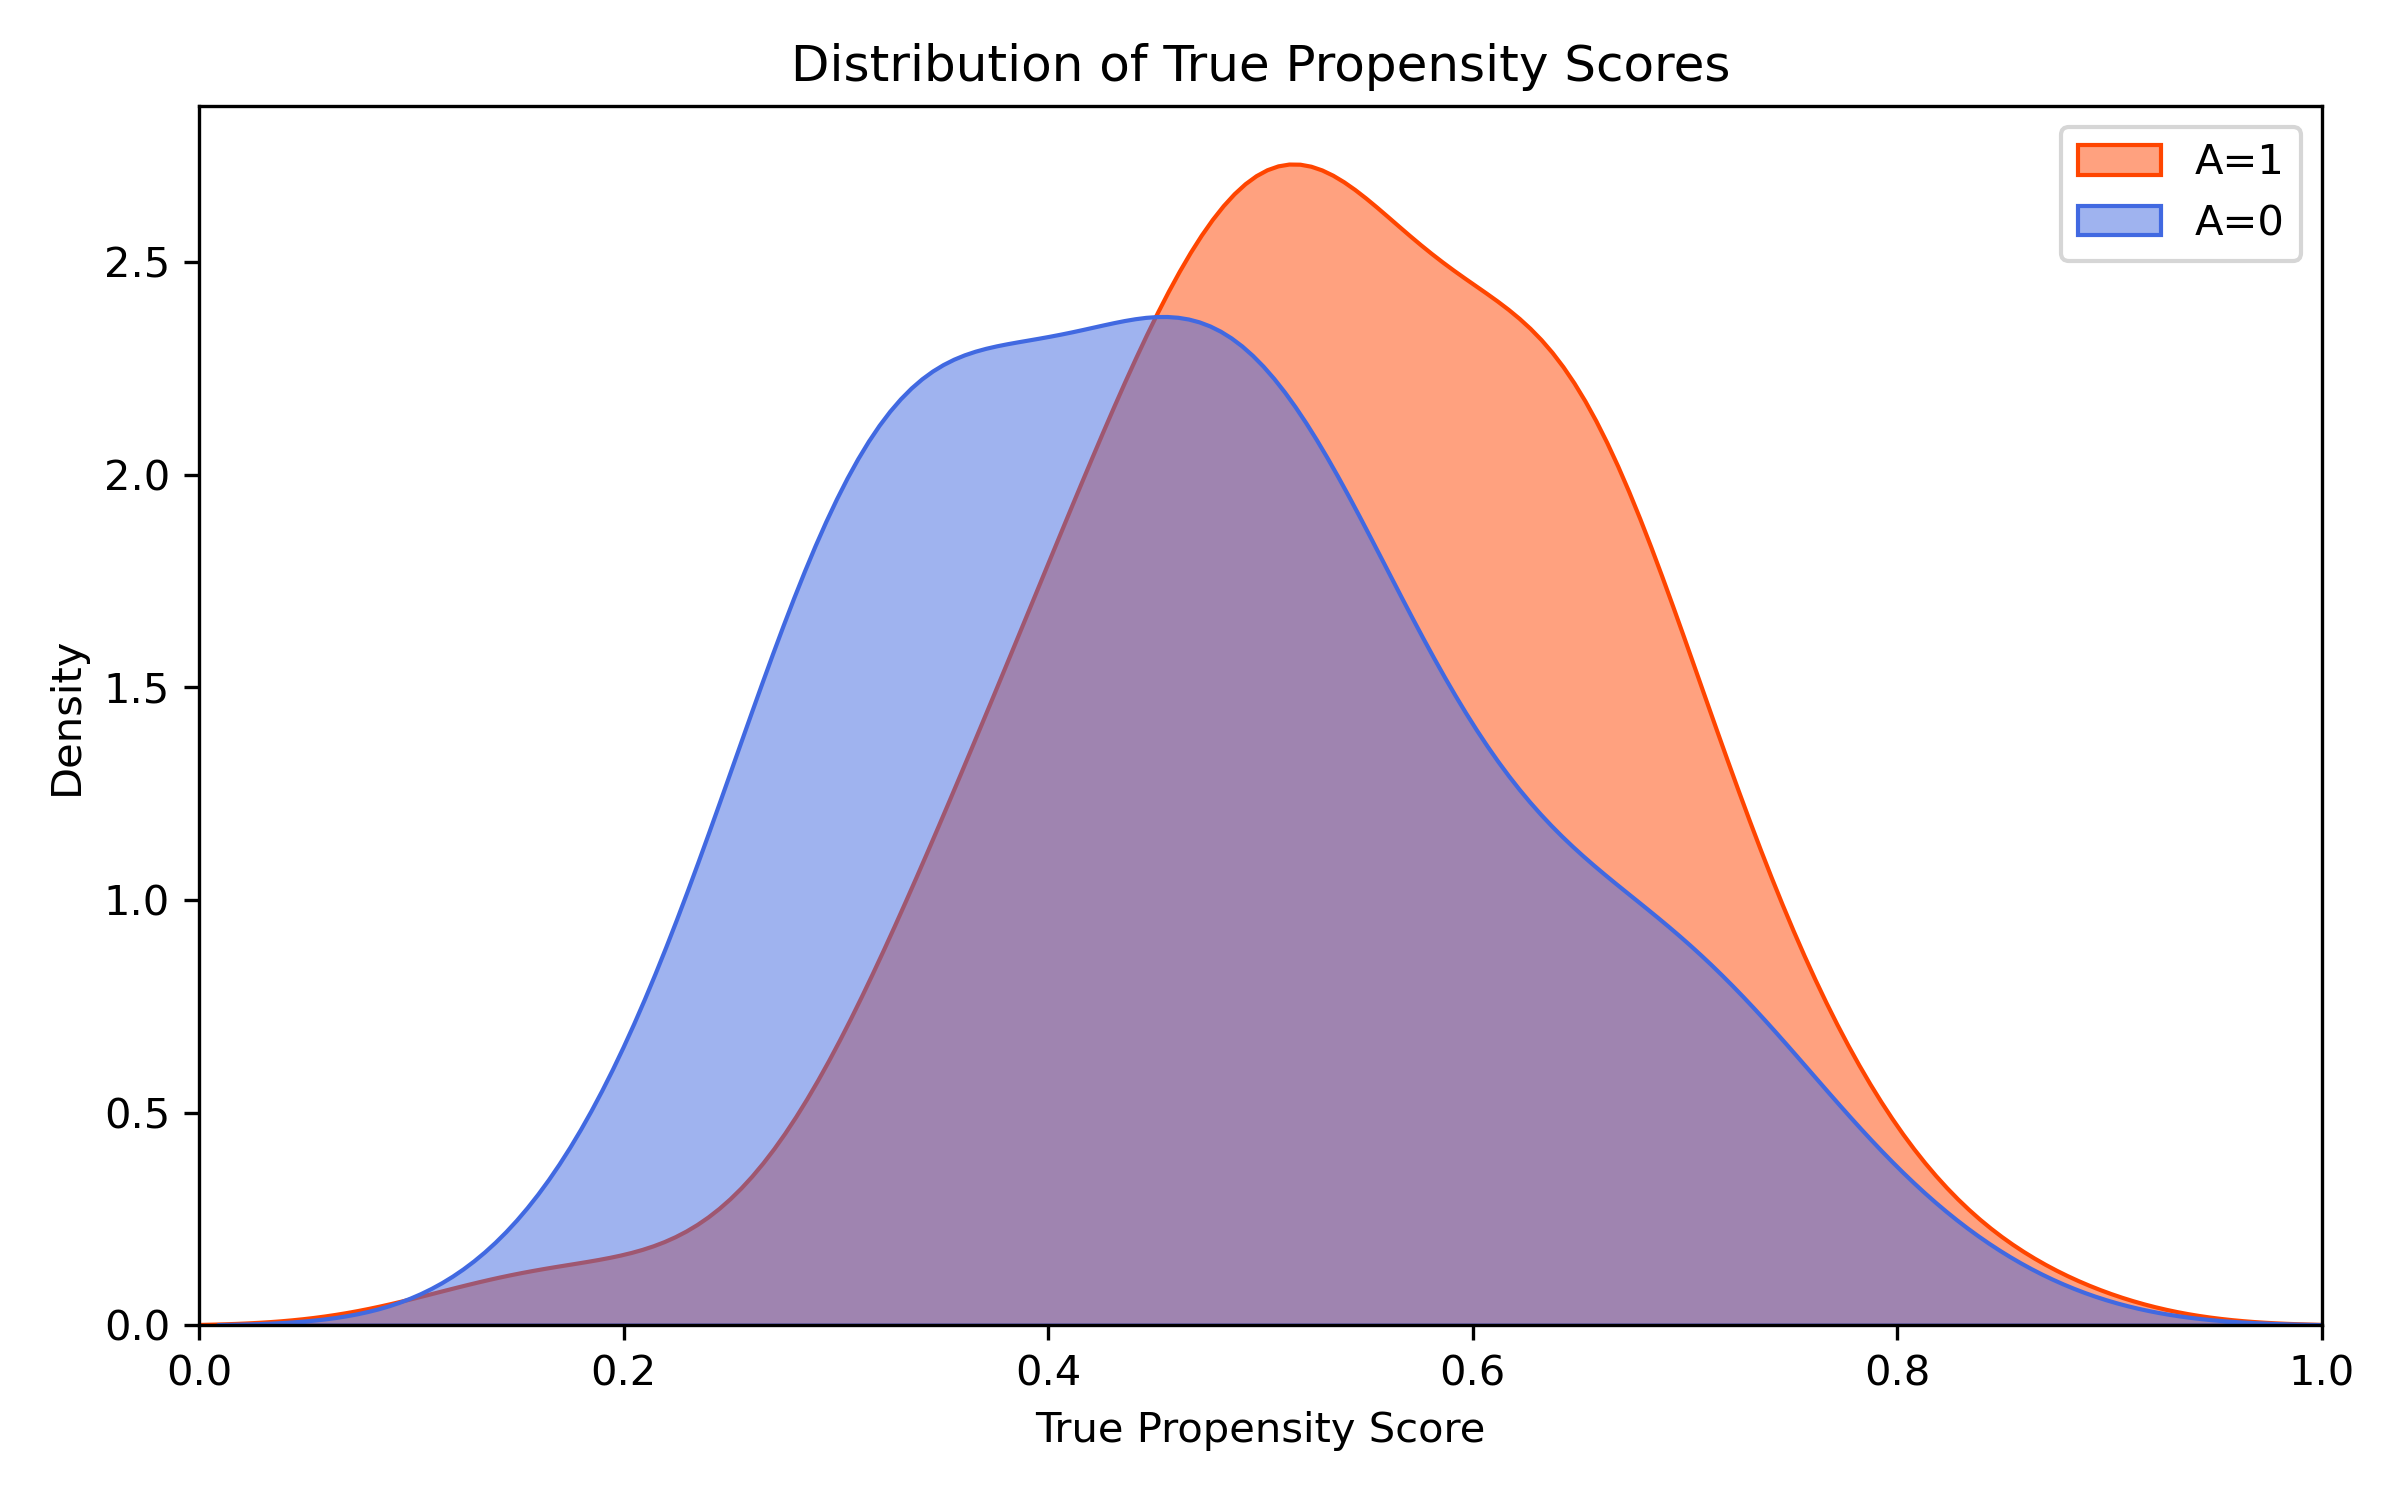 Distribution of True Propensity Scores
A=1
A=0
Density
2.5
2.0
1.5
1.0
0.5
0.0
0.0 0.2 0.4 0.6 0.8 1.0
True Propensity Score